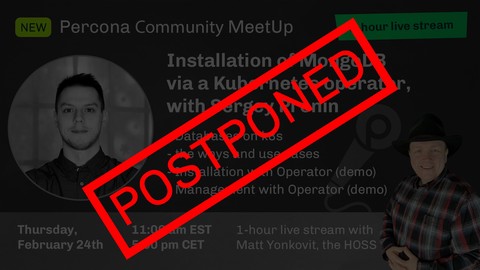 NEW Percona Community MeetUp
1-hour live stream
Installation of MongoDB
via a Kubernetes operator,
with Sergey Pronin
- Databases on k8s
- the ways and use cases
- Installation with Operator (demo)
- Management with Operator (demo)
POSTPONED
Thursday,
February 24th
11:00 am EST
5:00 pm CET
1-hour live stream with
Matt Yonkovit, the HOSS